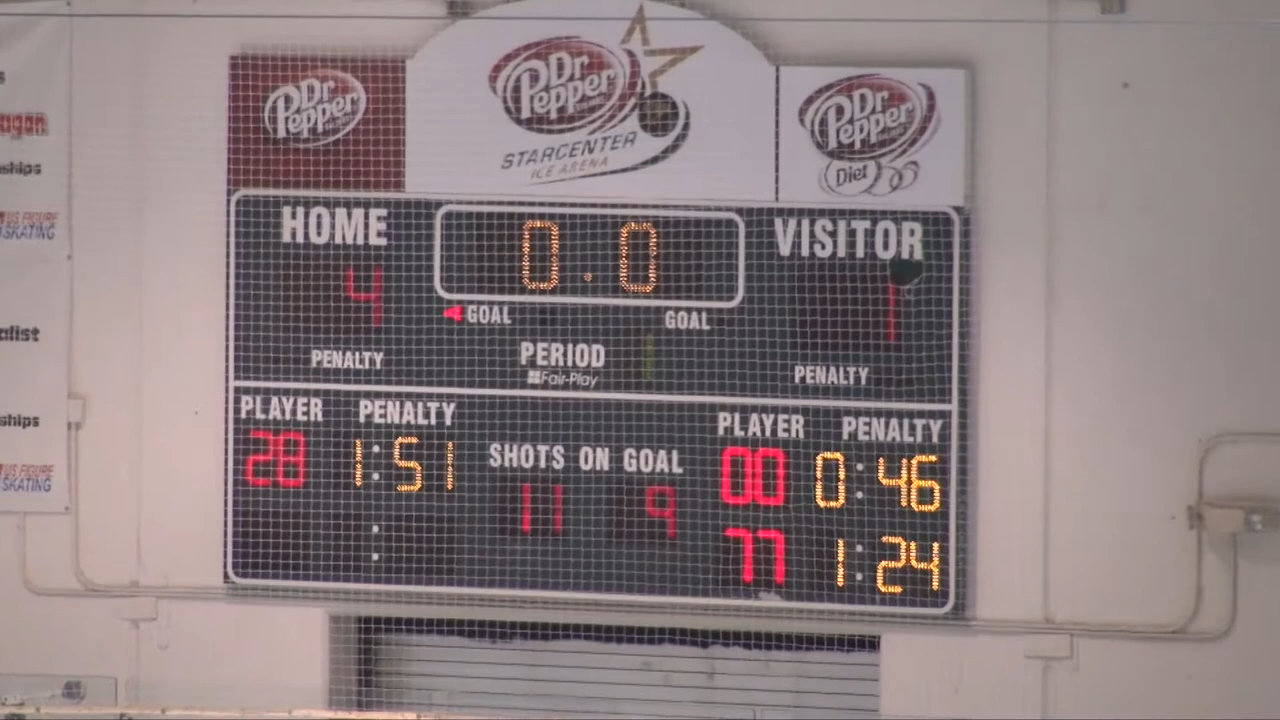 Dr Pepper
Dr Pepper
STARCENTER
ICE ARENA
Dr Pepper
Diet
HOME
0.0
VISITOR
4
1
GOAL
GOAL
PENALTY
PERIOD
Fair-Play
PENALTY
PLAYER PENALTY
PLAYER PENALTY
28 1:51
SHOTS ON GOAL
00 0:46
11 9
:
77 1:24
ships
US FIGURE
SKATING
alist
ships
US FIGURE
SKATING